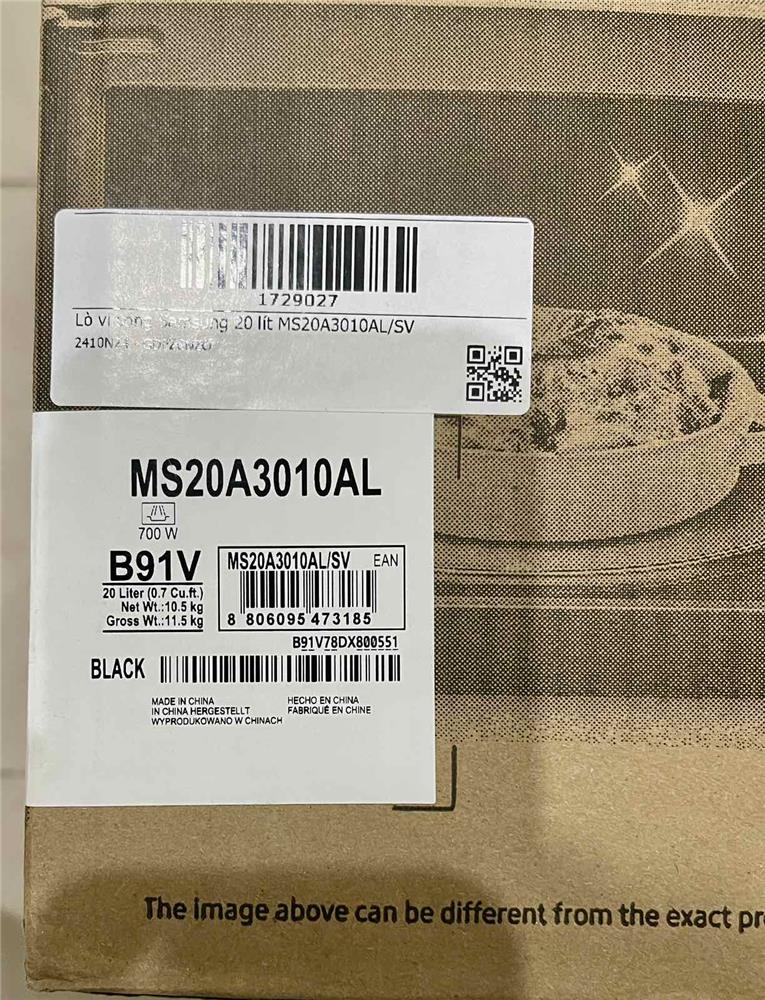 1729027
Lò vi sóng Samsung 20 lít MS20A3010AL/SV
MS20A3010AL
700 W
B91V
20 Liter (0.7 Cu.ft.)
Net Wt.:10.5 kg
Gross Wt.:11.5 kg
MS20A3010AL/SV EAN
8 806095 473185
B91V78DX800551
BLACK
MADE IN CHINA HECHO EN CHINA
IN CHINA HERGESTELLT FABRIQUÉ EN CHINE
WYPRODUKOWANO W CHINACH
The image above can be different from the exact